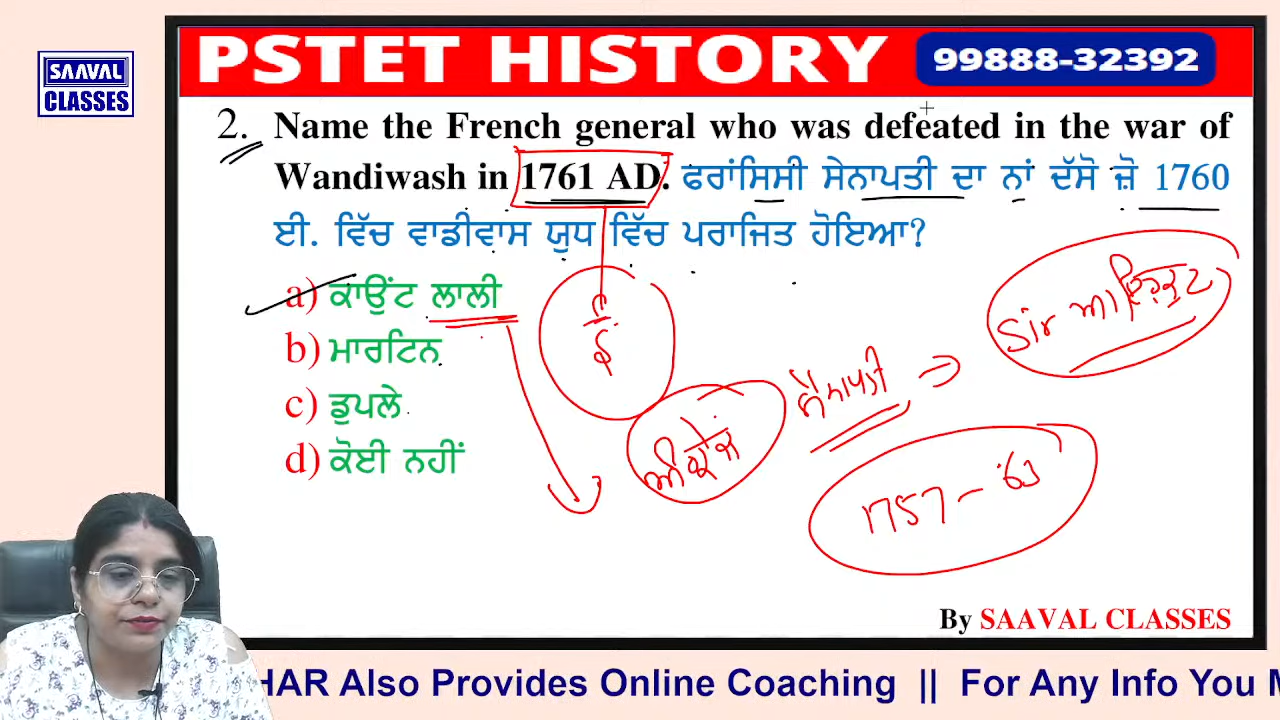 SAAVAL
CLASSES
PSTET HISTORY
99888-32392
2. Name the French general who was defeated in the war of
Wandiwash in 1761 AD. ਫਰਾਂਸਿਸੀ ਸੇਨਾਪਤੀ ਦਾ ਨਾਂ ਦੱਸੋ ਜ਼ੋ 1760
ਈ. ਵਿੱਚ ਵਾਡੀਵਾਸ ਯੁਧ ਵਿੱਚ ਪਰਾਜਿਤ ਹੋਇਆ?
a) ਕਾਉਂਟ ਲਾਲੀ
b) ਮਾਰਟਿਨ
c) ਡੁਪਲੇ
d) ਕੋਈ ਨਹੀਂ
Sir
1757 - 63
By SAAVAL CLASSES
HAR Also Provides Online Coaching || For Any Info You